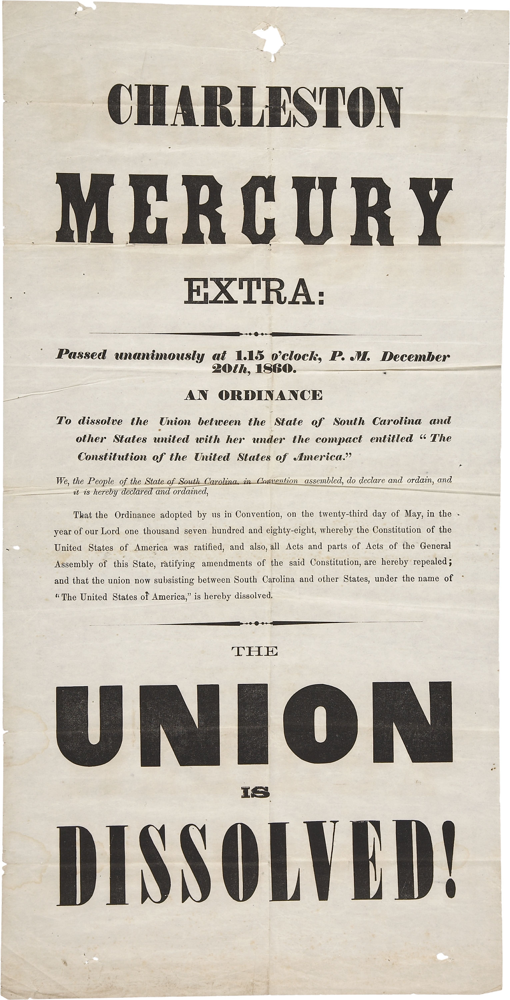 CHARLESTON
MERCURY
EXTRA:
Passed unanimously at 1.15 o'clock, P. M. December
20th, 1860.
AN ORDINANCE
To dissolve the Union between the State of South Carolina and
other States united with her under the compact entitled “ The
Constitution of the United States of America.”
We, the People of the State of South Carolina, in Convention assembled, do declare and ordain, and
it is hereby declared and ordained,
That the Ordinance adopted by us in Convention, on the twenty-third day of May, in the
year of our Lord one thousand seven hundred and eighty-eight, whereby the Constitution of the
United States of America was ratified, and also, all Acts and parts of Acts of the General
Assembly of this State, ratifying amendments of the said Constitution, are hereby repealed;
and that the union now subsisting between South Carolina and other States, under the name of
“The United States of America,” is hereby dissolved.
THE
UNION
IS
DISSOLVED!